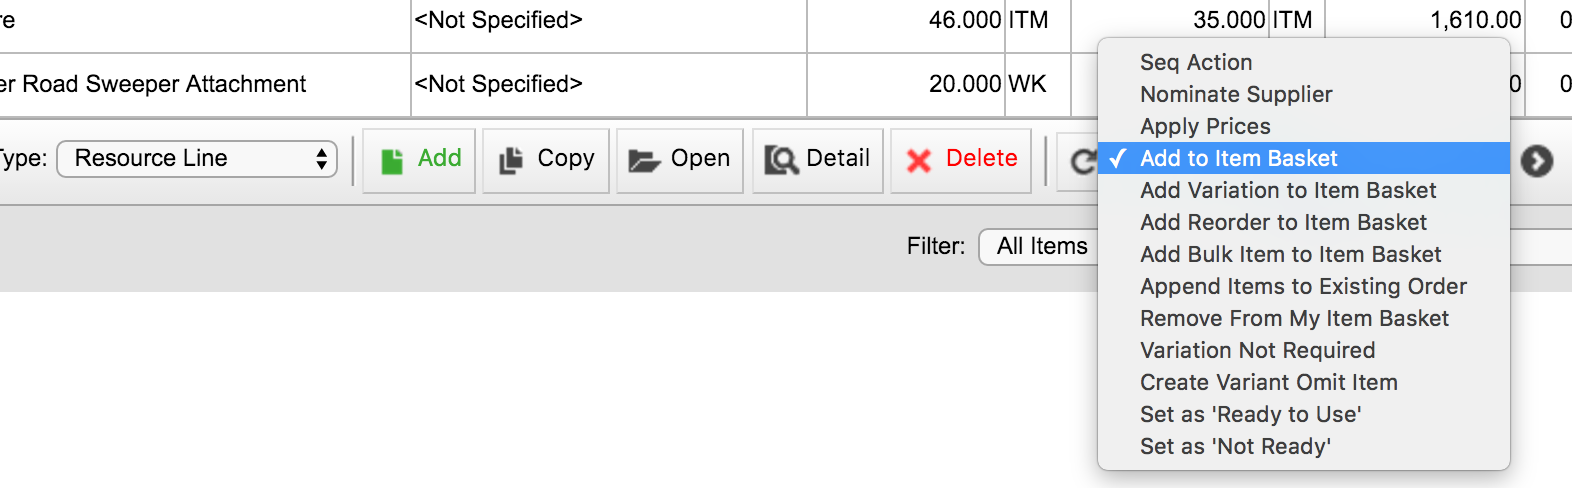 re <Not Specified> 46.000 ITM 35.000 ITM 1,610.00 0
er Road Sweeper Attachment <Not Specified> 20.000 WK 0 0
Type: Resource Line Add Copy Open Detail Delete
Filter: All Items
Seq Action
Nominate Supplier
Apply Prices
✓ Add to Item Basket
Add Variation to Item Basket
Add Reorder to Item Basket
Add Bulk Item to Item Basket
Append Items to Existing Order
Remove From My Item Basket
Variation Not Required
Create Variant Omit Item
Set as 'Ready to Use'
Set as 'Not Ready'